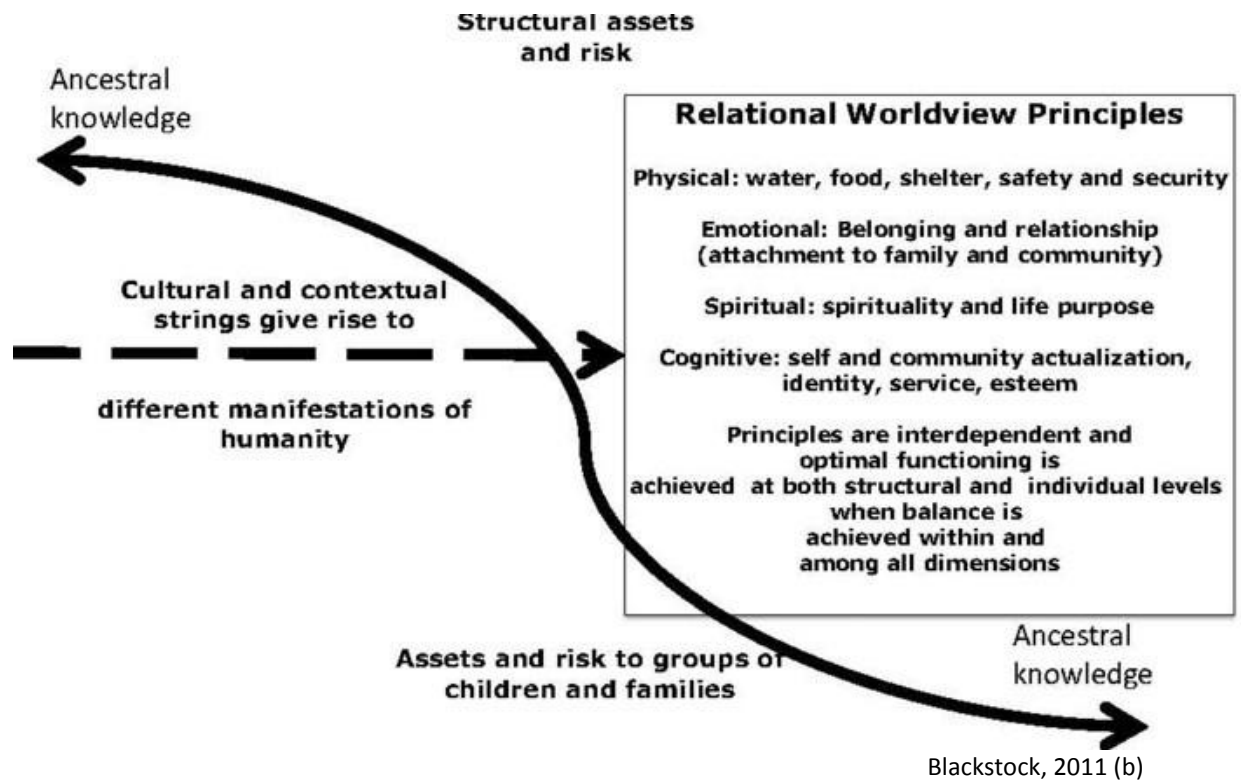 Structural assets
and risk
Ancestral
knowledge
Relational Worldview Principles
Physical: water, food, shelter, safety and security
Emotional: Belonging and relationship
(attachment to family and community)
Spiritual: spirituality and life purpose
Cognitive: self and community actualization,
identity, service, esteem
Principles are interdependent and
optimal functioning is
achieved at both structural and individual levels
when balance is
achieved within and
among all dimensions
Cultural and contextual
strings give rise to
different manifestations of
humanity
Assets and risk to groups of
children and families
Ancestral
knowledge
Blackstock, 2011 (b)